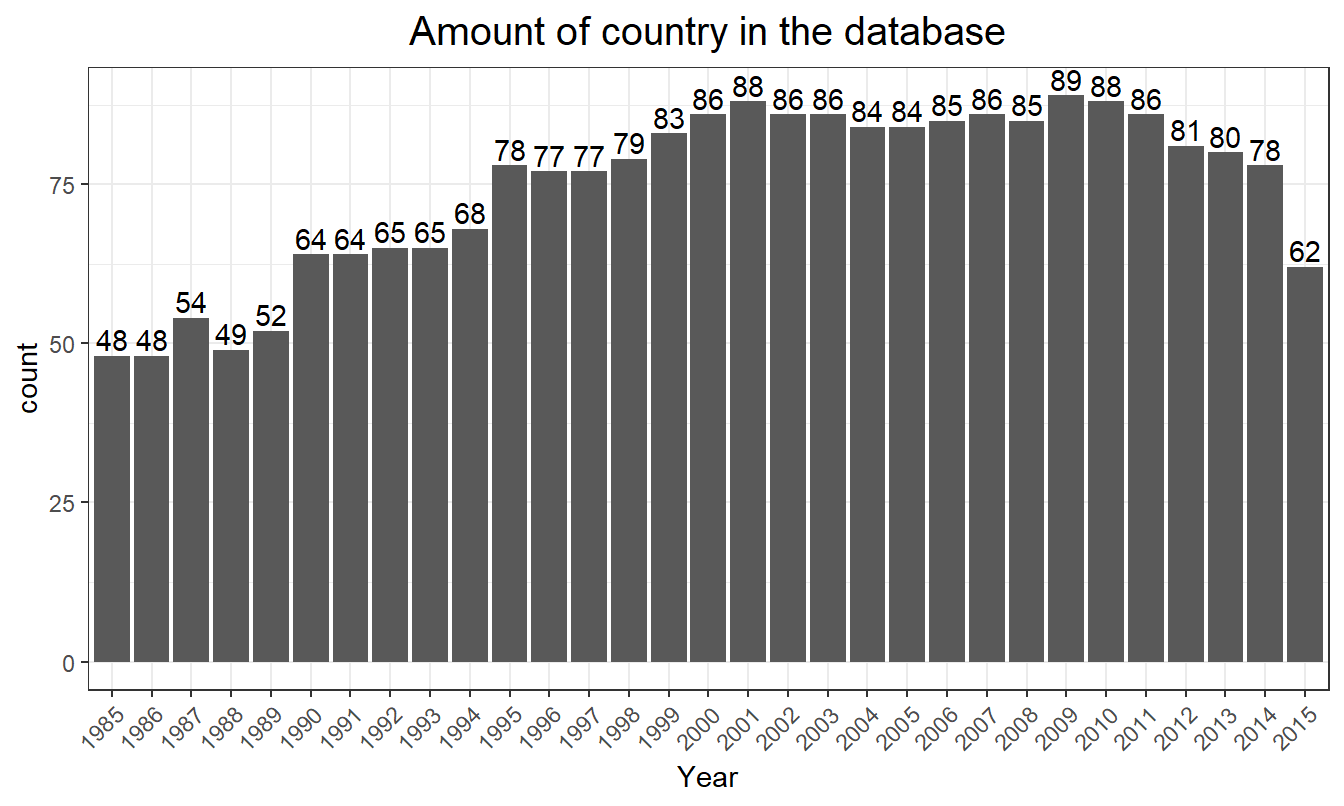 Amount of country in the database
48 48 54 49 52 64 64 65 65 68 78 77 77 79 83 86 88 86 86 84 84 85 86 85 89 88 86 81 80 78 62
75
50
25
0
count
1985 1986 1987 1988 1989 1990 1991 1992 1993 1994 1995 1996 1997 1998 1999 2000 2001 2002 2003 2004 2005 2006 2007 2008 2009 2010 2011 2012 2013 2014 2015
Year